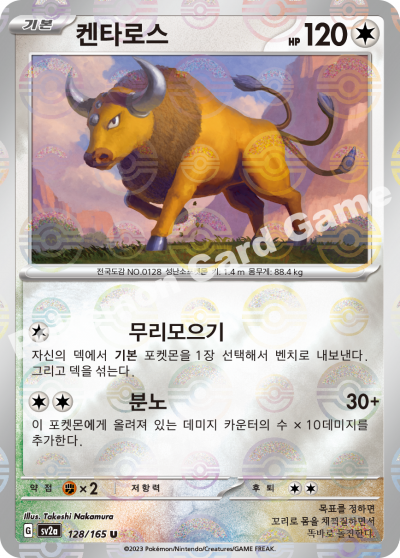 기본 켄타로스 HP 120
전국도감 NO.0128 성난소포켓몬 키: 1.4 m 몸무게: 88.4 kg
무리모으기
자신의 덱에서 기본 포켓몬을 1장 선택해서 벤치로 내보낸다.
그리고 덱을 섞는다.
분노 30+
이 포켓몬에게 올려져 있는 데미지 카운터의 수 × 10데미지를
추가한다.
약점 ×2 저항력 후퇴
Illus. Takeshi Nakamura
G sv2a 128/165 U
목표를 정하면
꼬리로 몸을 채찍질하면서
똑바로 돌진한다.
©2023 Pokémon/Nintendo/Creatures/GAME FREAK.
Pokémon Card Game